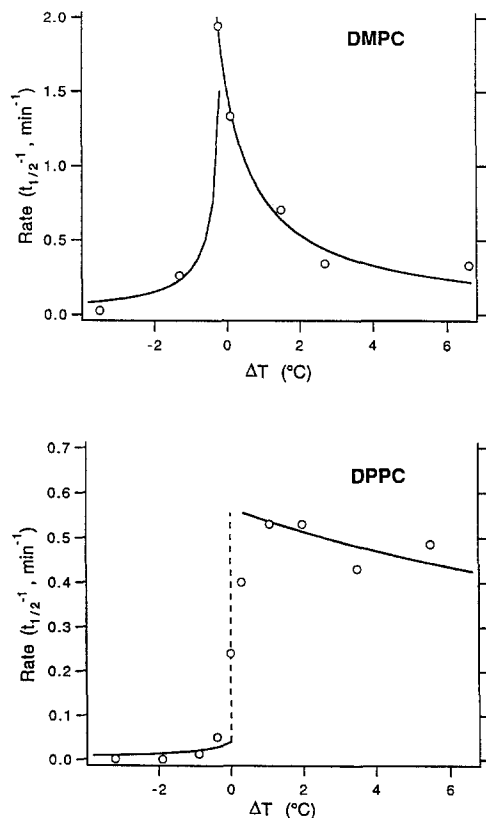 DMPC
2.0
1.5
1.0
0.5
0.0
Rate (t1/2-1, min-1)
-2 0 2 4 6
ΔT (°C)
DPPC
0.7
0.6
0.5
0.4
0.3
0.2
0.1
0.0
Rate (t1/2-1, min-1)
-2 0 2 4 6
ΔT (°C)